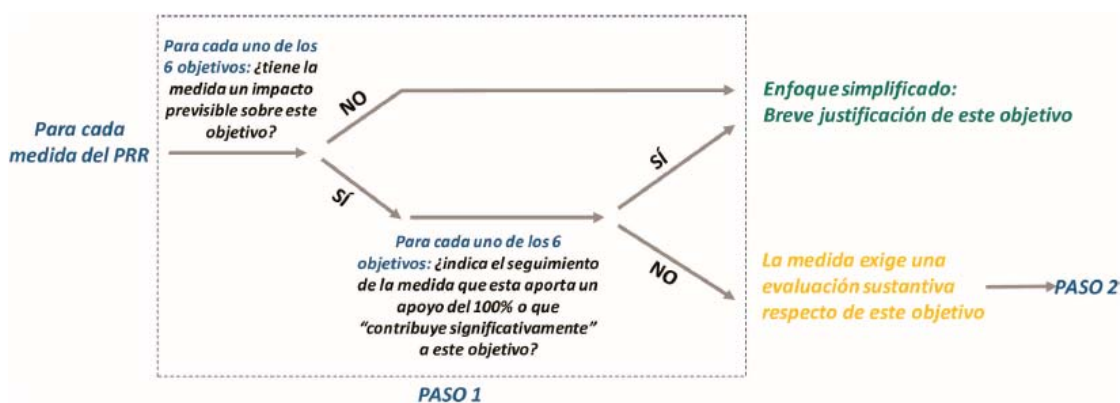 Para cada
medida del PRR
Para cada uno de los
6 objetivos: ¿tiene la
medida un impacto
previsible sobre este
objetivo?
NO
SÍ
Para cada uno de los 6
objetivos: ¿indica el seguimiento
de la medida que esta aporta un
apoyo del 100% o que
“contribuye significativamente”
a este objetivo?
SÍ
NO
Enfoque simplificado:
Breve justificación de este objetivo
La medida exige una
evaluación sustantiva
respecto de este objetivo
PASO 2
PASO 1